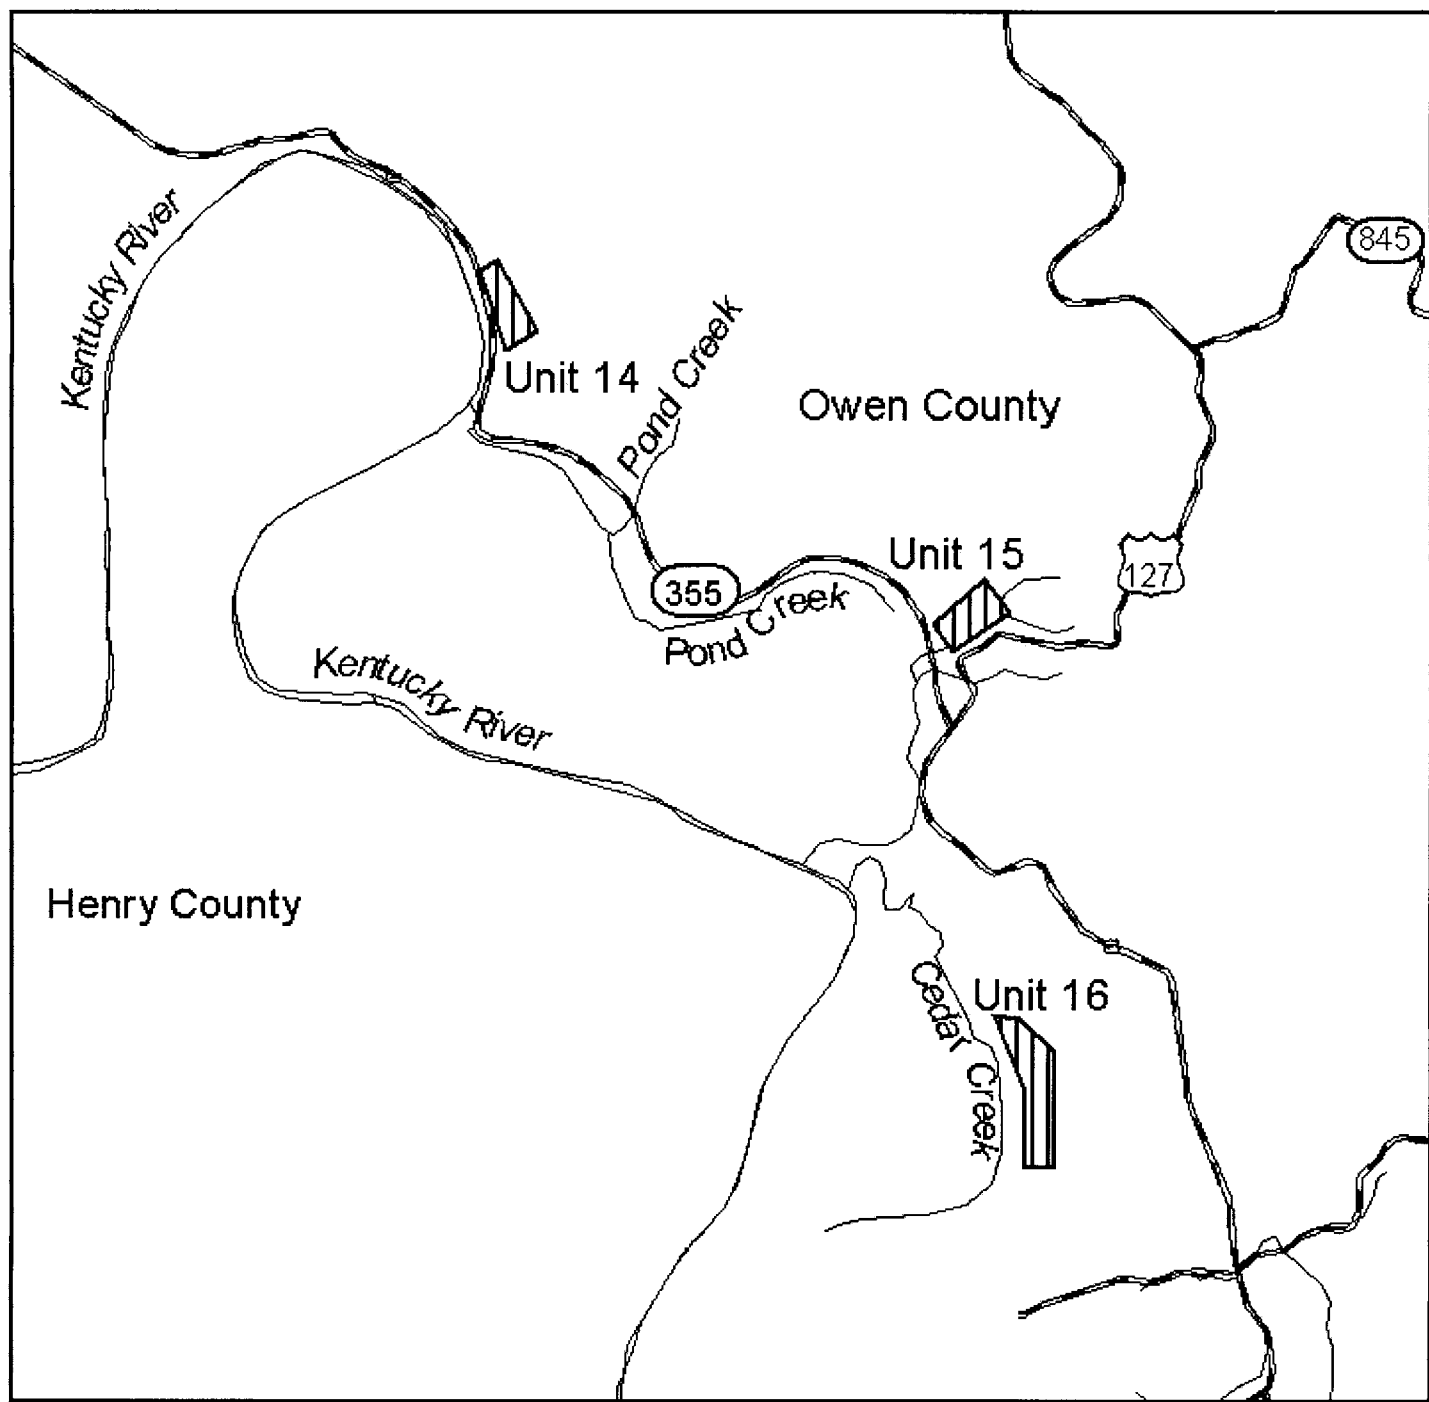 845
Kentucky River
Unit 14
Pond Creek
Owen County
Unit 15
127
355
Pond Creek
Kentucky River
Henry County
Cedar Creek
Unit 16